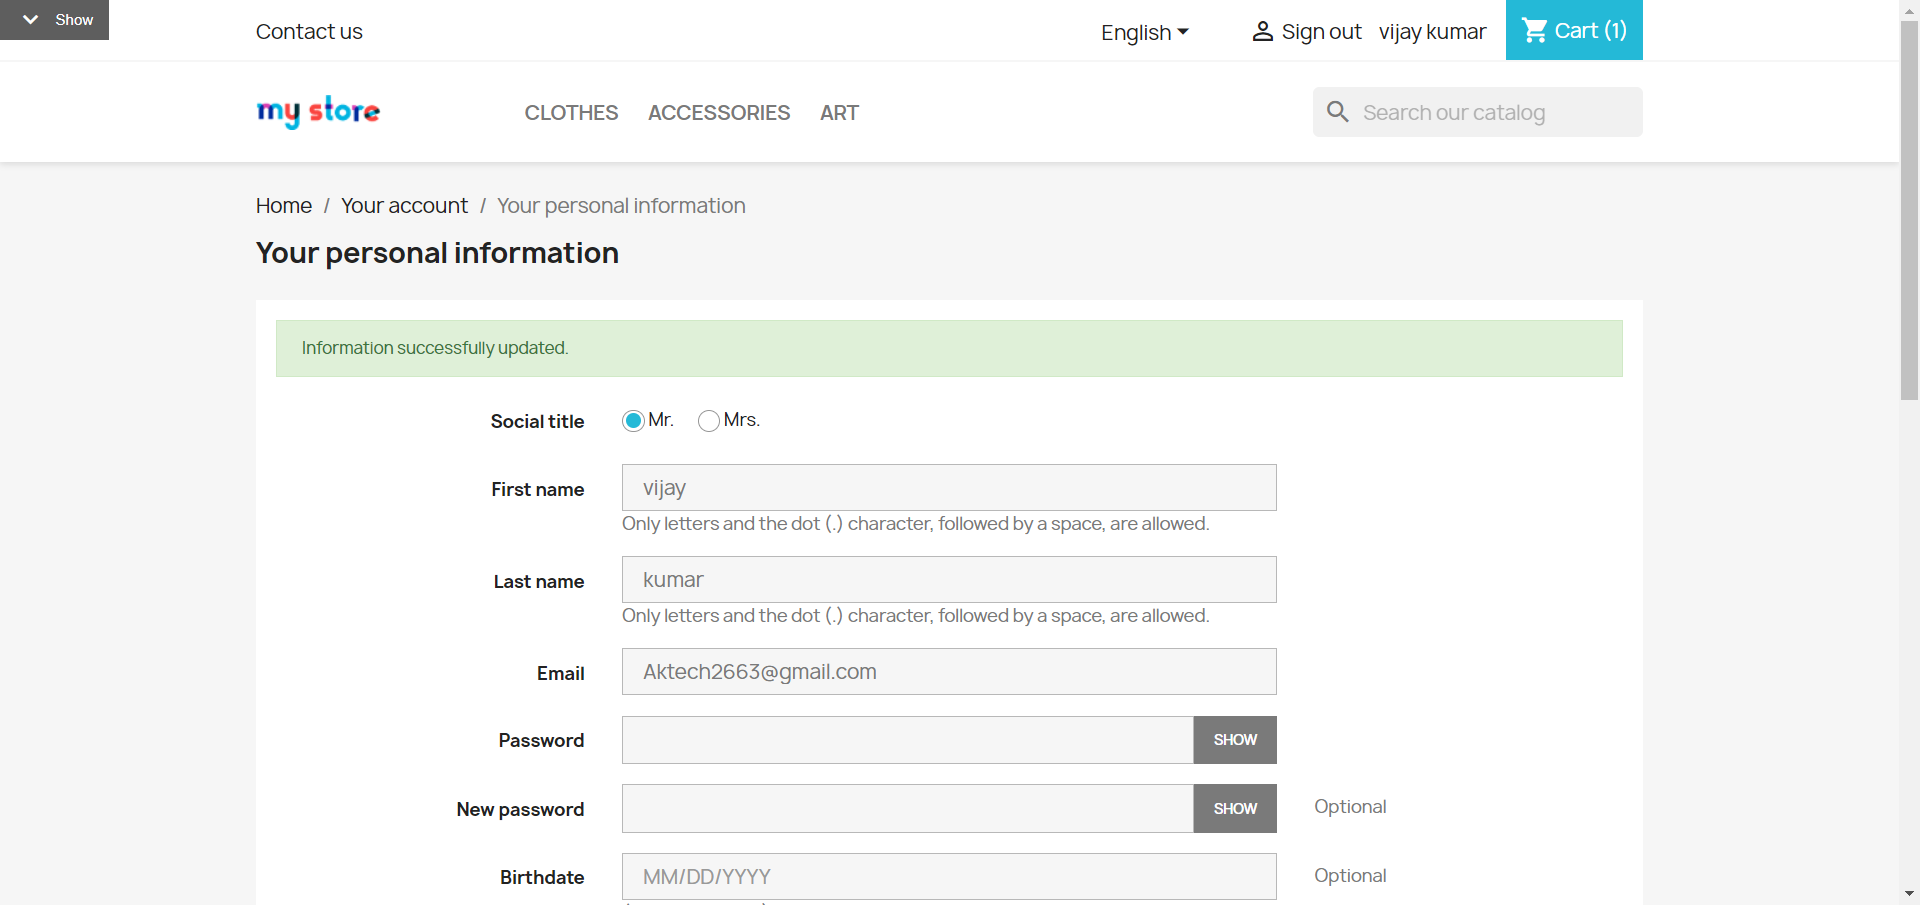 Show
Contact us
English
Sign out
vijay kumar
Cart (1)
my store
CLOTHES
ACCESSORIES
ART
Search our catalog
Home / Your account / Your personal information
Your personal information
Information successfully updated.
Social title
Mr.
Mrs.
First name
vijay
Only letters and the dot (.) character, followed by a space, are allowed.
Last name
kumar
Only letters and the dot (.) character, followed by a space, are allowed.
Email
Aktech2663@gmail.com
Password
SHOW
New password
SHOW
Optional
Birthdate
MM/DD/YYYY
Optional